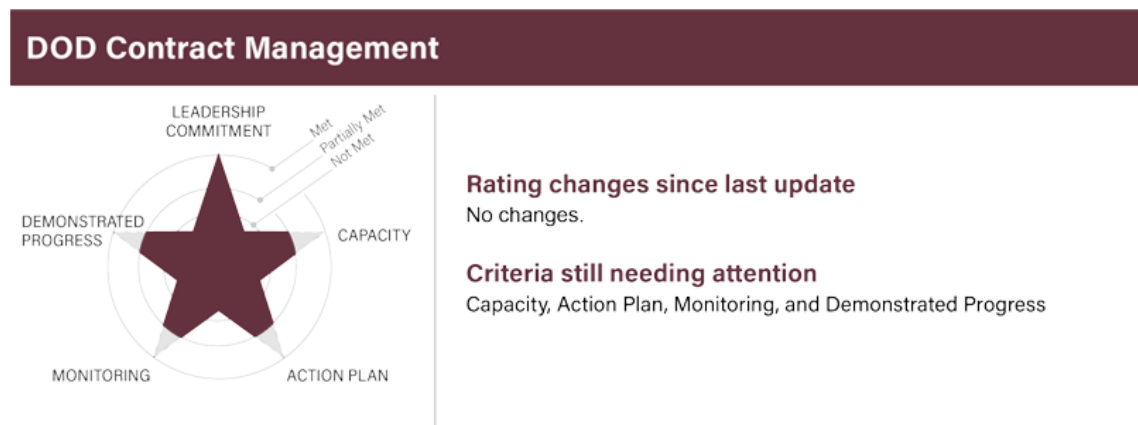 DOD Contract Management
LEADERSHIP
COMMITMENT
Met
Partially Met
Not Met
DEMONSTRATED
PROGRESS
CAPACITY
MONITORING
ACTION PLAN
Rating changes since last update
No changes.
Criteria still needing attention
Capacity, Action Plan, Monitoring, and Demonstrated Progress